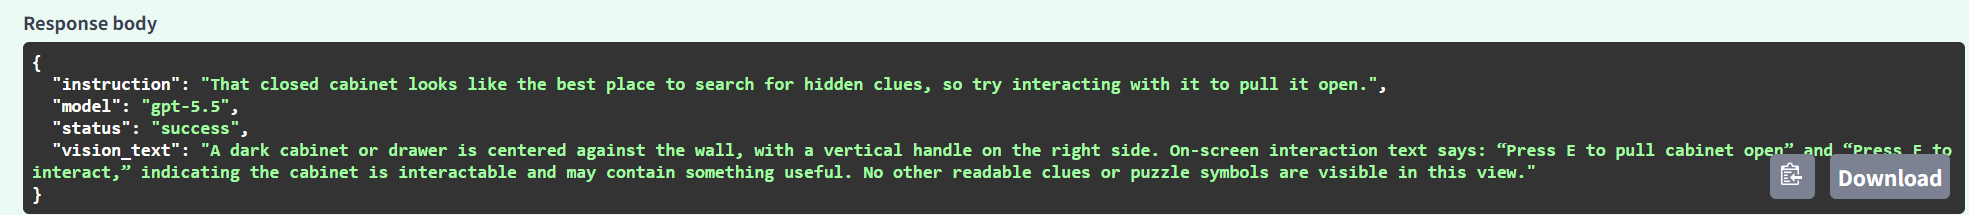 Response body
{
"instruction": "That closed cabinet looks like the best place to search for hidden clues, so try interacting with it to pull it open.",
"model": "gpt-5.5",
"status": "success",
"vision_text": "A dark cabinet or drawer is centered against the wall, with a vertical handle on the right side. On-screen interaction text says: “Press E to pull cabinet open” and “Press E to
interact,” indicating the cabinet is interactable and may contain something useful. No other readable clues or puzzle symbols are visible in this view."
}
Download